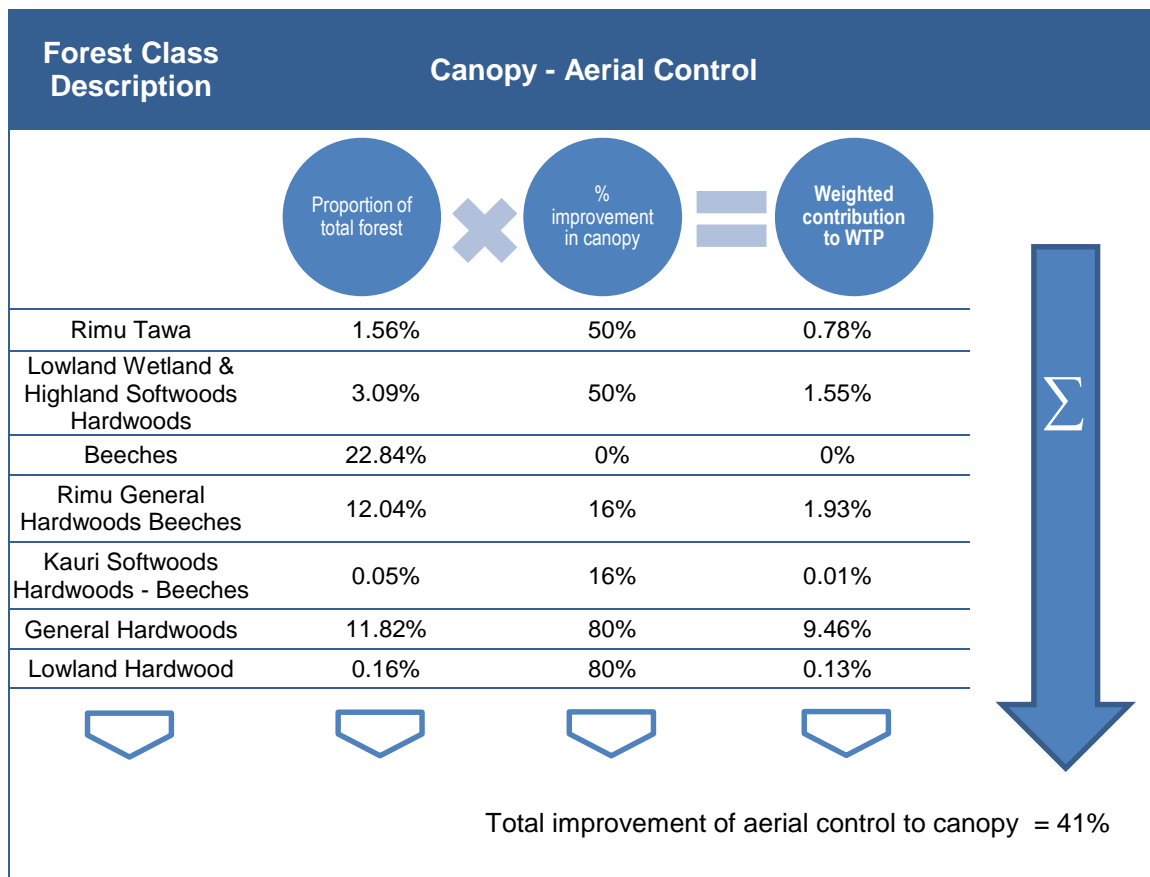 Forest Class
Description
Canopy - Aerial Control
Proportion of
total forest
%
improvement
in canopy
Weighted
contribution
to WTP
Rimu Tawa 1.56% 50% 0.78%
Lowland Wetland &
Highland Softwoods
Hardwoods
3.09% 50% 1.55%
Beeches 22.84% 0% 0%
Rimu General
Hardwoods Beeches
12.04% 16% 1.93%
Kauri Softwoods
Hardwoods - Beeches
0.05% 16% 0.01%
General Hardwoods 11.82% 80% 9.46%
Lowland Hardwood 0.16% 80% 0.13%
∑
Total improvement of aerial control to canopy = 41%